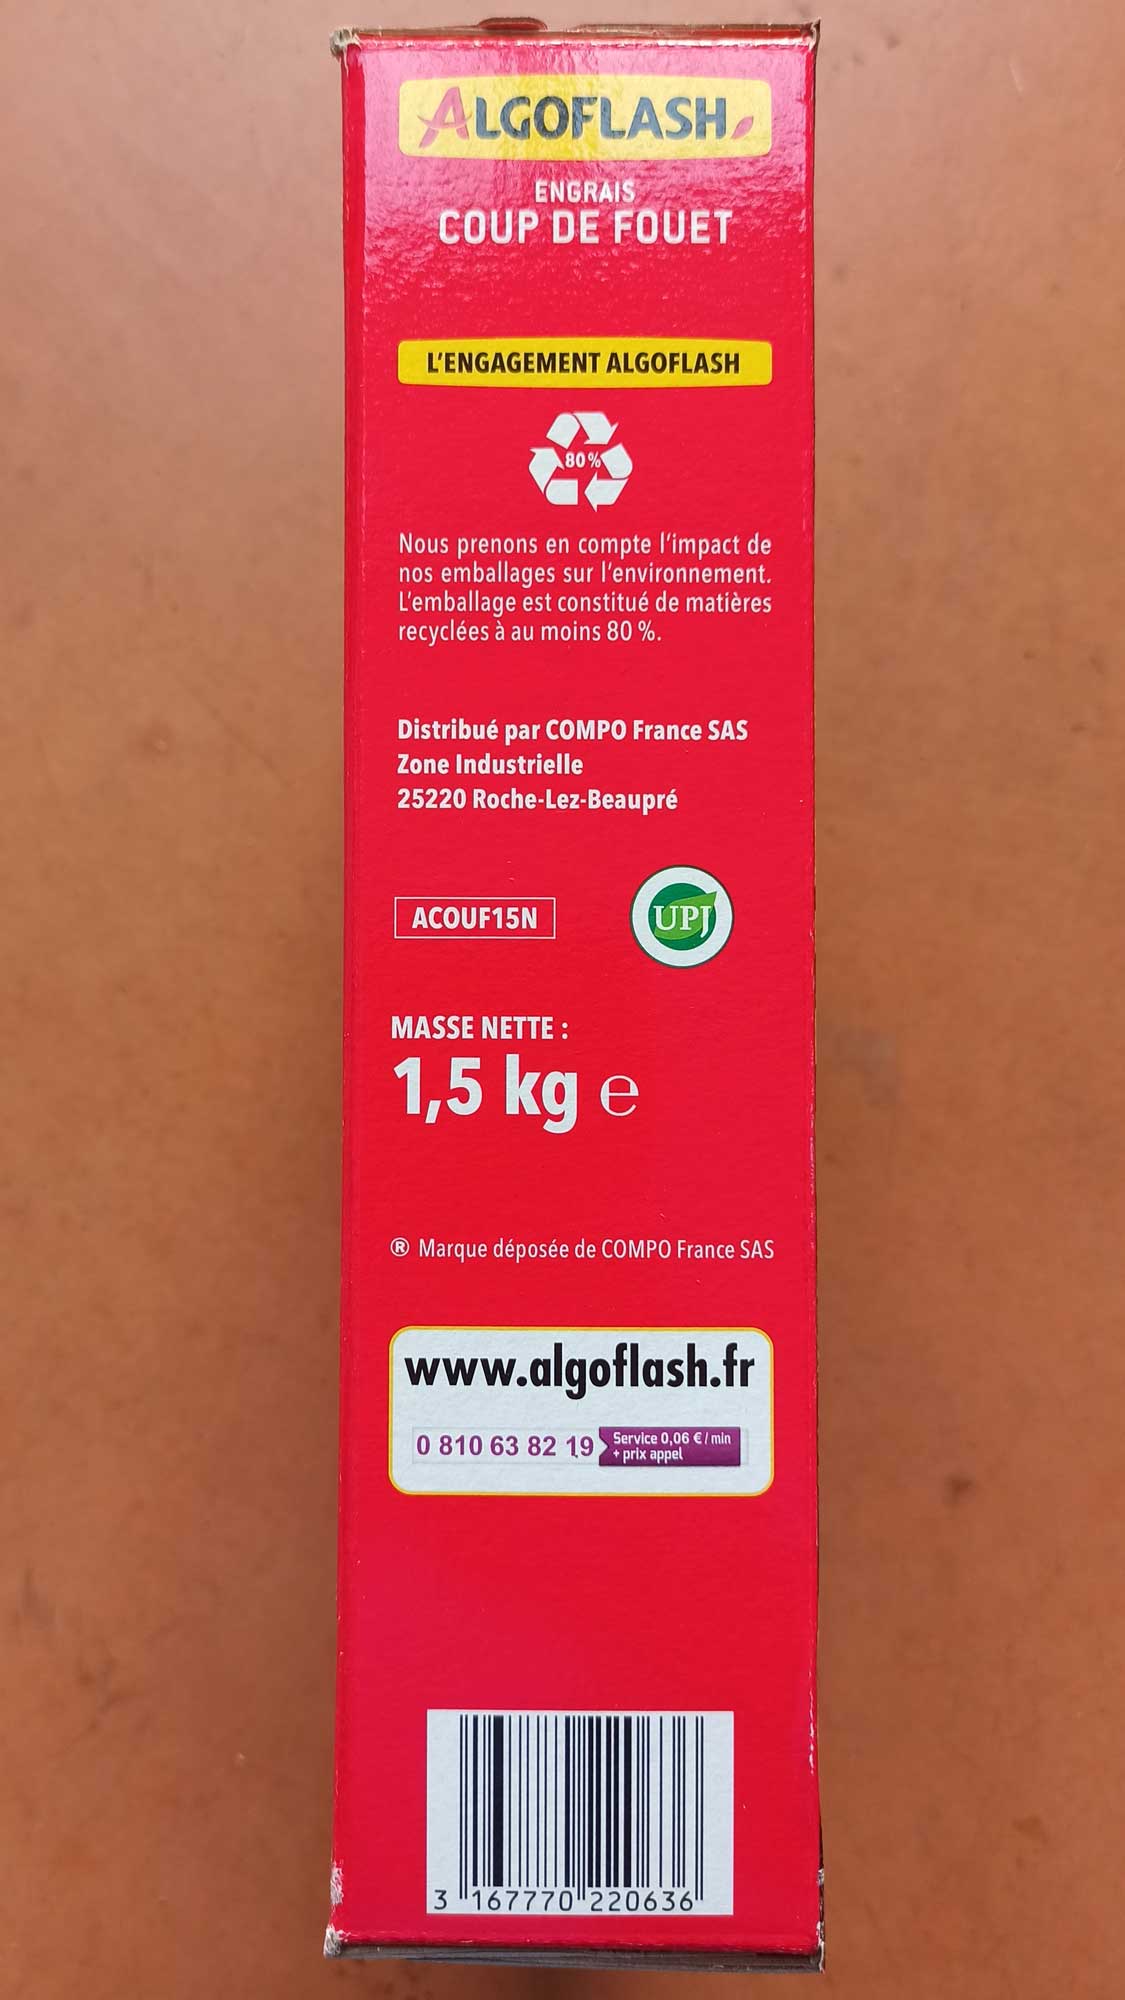 ALGOFLASH
ENGRAIS
COUP DE FOUET
L'ENGAGEMENT ALGOFLASH
80%
Nous prenons en compte l'impact de
nos emballages sur l'environnement.
L'emballage est constitué de matières
recyclées à au moins 80 %.
Distribué par COMPO France SAS
Zone Industrielle
25220 Roche-Lez-Beaupré
ACOUF15N
UPJ
MASSE NETTE :
1,5 kg e
® Marque déposée de COMPO France SAS
www.algoflash.fr
0 810 63 82 19
Service 0,06 € / min
+ prix appel
3 167770 220636